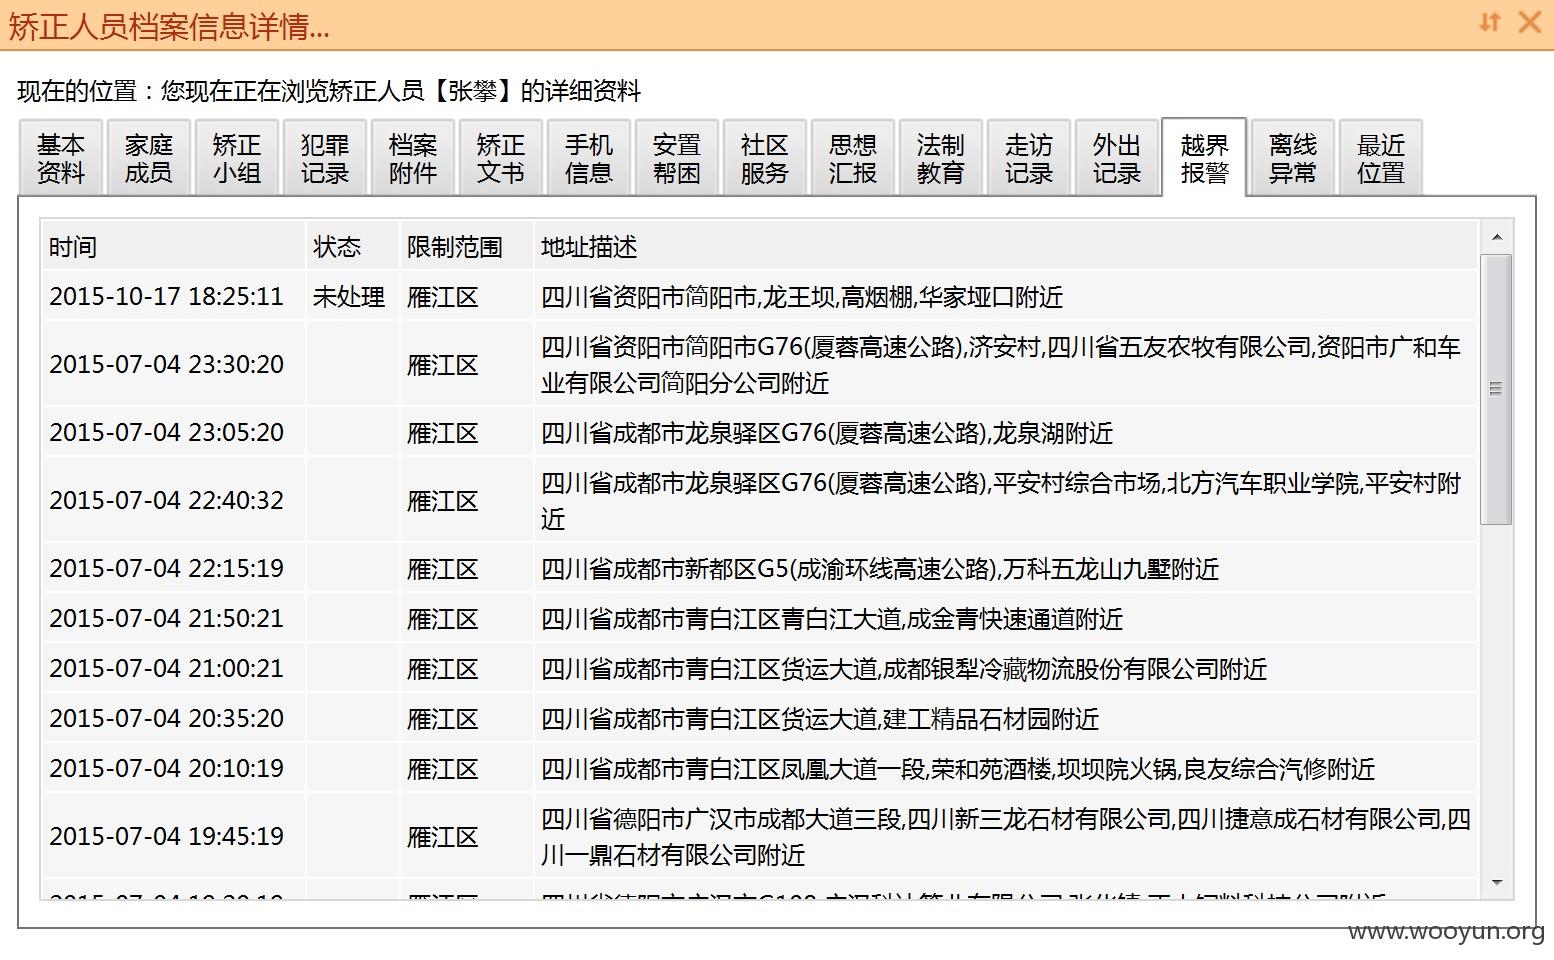 矫正人员档案信息详情...
现在的位置：您现在正在浏览矫正人员【张攀】的详细资料
基本 家庭 矫正 犯罪 档案 矫正 手机 安置 社区 思想 法制 走访 外出 越界 离线 最近
资料 成员 小组 记录 附件 文书 信息 帮困 服务 汇报 教育 记录 记录 报警 异常 位置
时间 状态 限制范围 地址描述
2015-10-17 18:25:11 未处理 雁江区 四川省资阳市简阳市,龙王坝,高烟棚,华家垭口附近
2015-07-04 23:30:20 雁江区 四川省资阳市简阳市G76(厦蓉高速公路),济安村,四川省五友农牧有限公司,资阳市广和车
业有限公司简阳分公司附近
2015-07-04 23:05:20 雁江区 四川省成都市龙泉驿区G76(厦蓉高速公路),龙泉湖附近
2015-07-04 22:40:32 雁江区 四川省成都市龙泉驿区G76(厦蓉高速公路),平安村综合市场,北方汽车职业学院,平安村附
近
2015-07-04 22:15:19 雁江区 四川省成都市新都区G5(成渝环线高速公路),万科五龙山九墅附近
2015-07-04 21:50:21 雁江区 四川省成都市青白江区青白江大道,成金青快速通道附近
2015-07-04 21:00:21 雁江区 四川省成都市青白江区货运大道,成都银犁冷藏物流股份有限公司附近
2015-07-04 20:35:20 雁江区 四川省成都市青白江区货运大道,建工精品石材园附近
2015-07-04 20:10:19 雁江区 四川省成都市青白江区凤凰大道一段,荣和苑酒楼,坝坝院火锅,良友综合汽修附近
2015-07-04 19:45:19 雁江区 四川省德阳市广汉市成都大道三段,四川新三龙石材有限公司,四川捷意成石材有限公司,四
川一鼎石材有限公司附近
www.wooyun.org